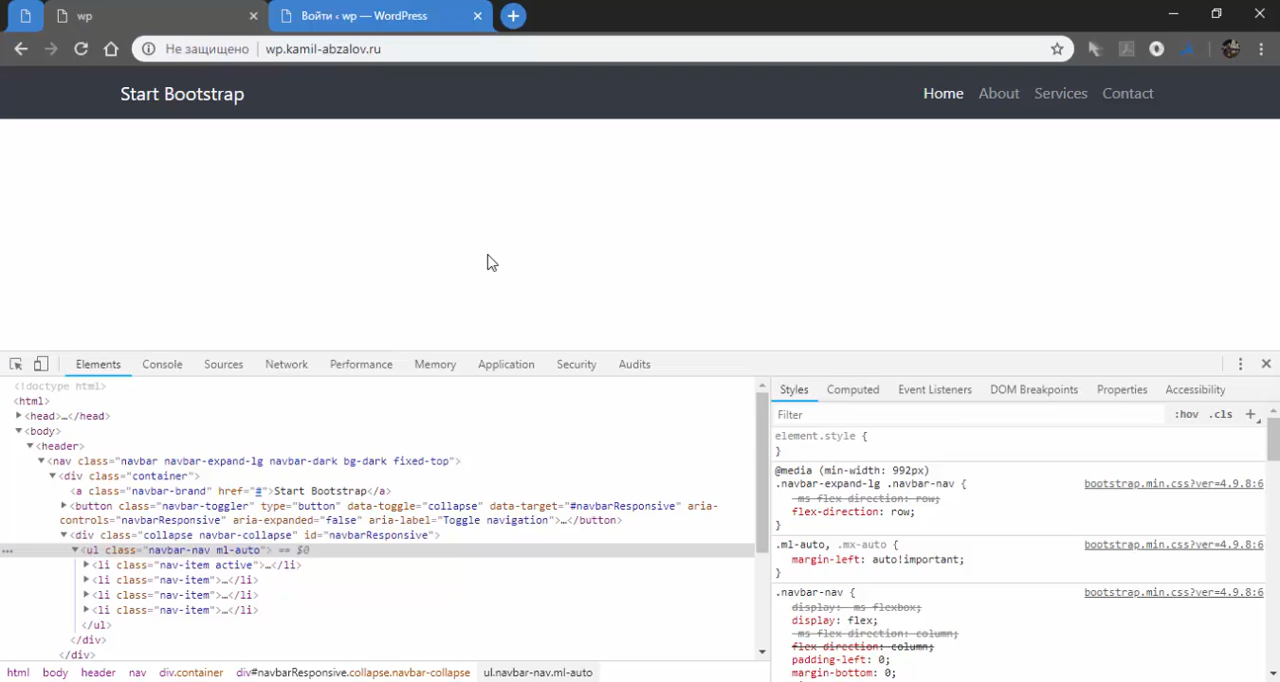 wp
Войти ‹ wp — WordPress
Не защищено
wp.kamil-abzalov.ru
Start Bootstrap
Home About Services Contact
Elements Console Sources Network Performance Memory Application Security Audits
<!doctype html>
<html>
<head>…</head>
<body>
<header>
<nav class="navbar navbar-expand-lg navbar-dark bg-dark fixed-top">
<div class="container">
<a class="navbar-brand" href="#">Start Bootstrap</a>
<button class="navbar-toggler" type="button" data-toggle="collapse" data-target="#navbarResponsive" aria-
controls="navbarResponsive" aria-expanded="false" aria-label="Toggle navigation">…</button>
<div class="collapse navbar-collapse" id="navbarResponsive">
… <ul class="navbar-nav ml-auto"> == $0
<li class="nav-item active">…</li>
<li class="nav-item">…</li>
<li class="nav-item">…</li>
<li class="nav-item">…</li>
</ul>
</div>
</div>
html body header nav div.container div#navbarResponsive.collapse.navbar-collapse ul.navbar-nav.ml-auto
Styles Computed Event Listeners DOM Breakpoints Properties Accessibility
Filter :hov .cls +
element.style {
}
@media (min-width: 992px)
.navbar-expand-lg .navbar-nav { bootstrap.min.css?ver=4.9.8:6
-ms-flex-direction: row;
flex-direction: row;
}
.ml-auto, .mx-auto { bootstrap.min.css?ver=4.9.8:6
margin-left: auto!important;
}
.navbar-nav { bootstrap.min.css?ver=4.9.8:6
display: -ms-flexbox;
display: flex;
-ms-flex-direction: column;
flex-direction: column;
padding-left: 0;
margin-bottom: 0;